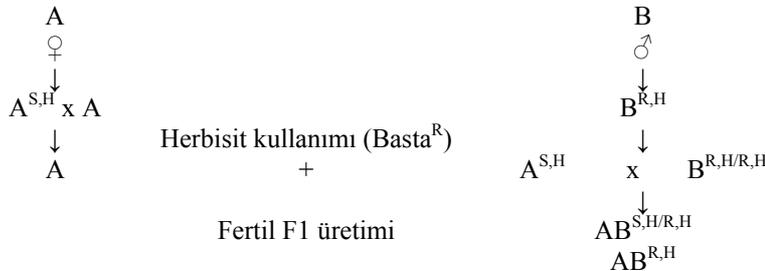 A B
♀ ♂
↓ ↓
A^{S,H} x A B^{R,H}
↓ ↓
Herbisit kullanımı (Basta^{R})
A + A^{S,H} x B^{R,H/R,H}
↓
Fertil F1 üretimi AB^{S,H/R,H}
AB^{R,H}